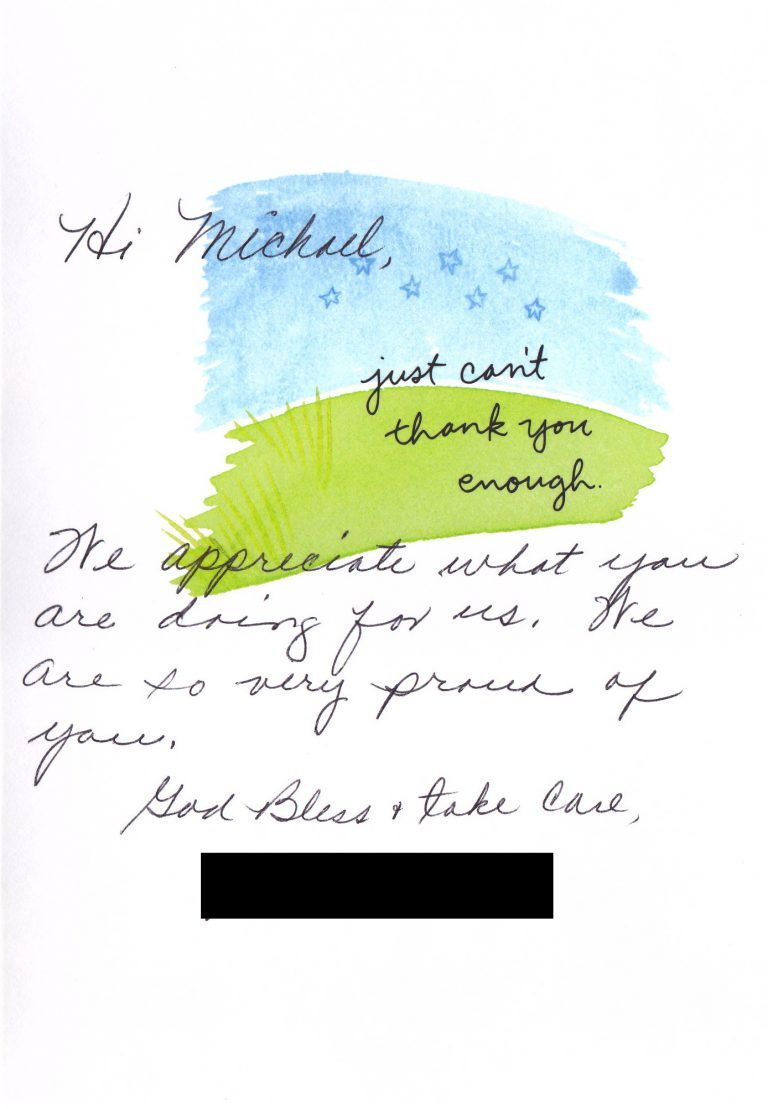 Hi Michael,
just can't
thank you
enough.
We appreciate what you
are doing for us. We
are so very proud of
you.
God Bless + take care,